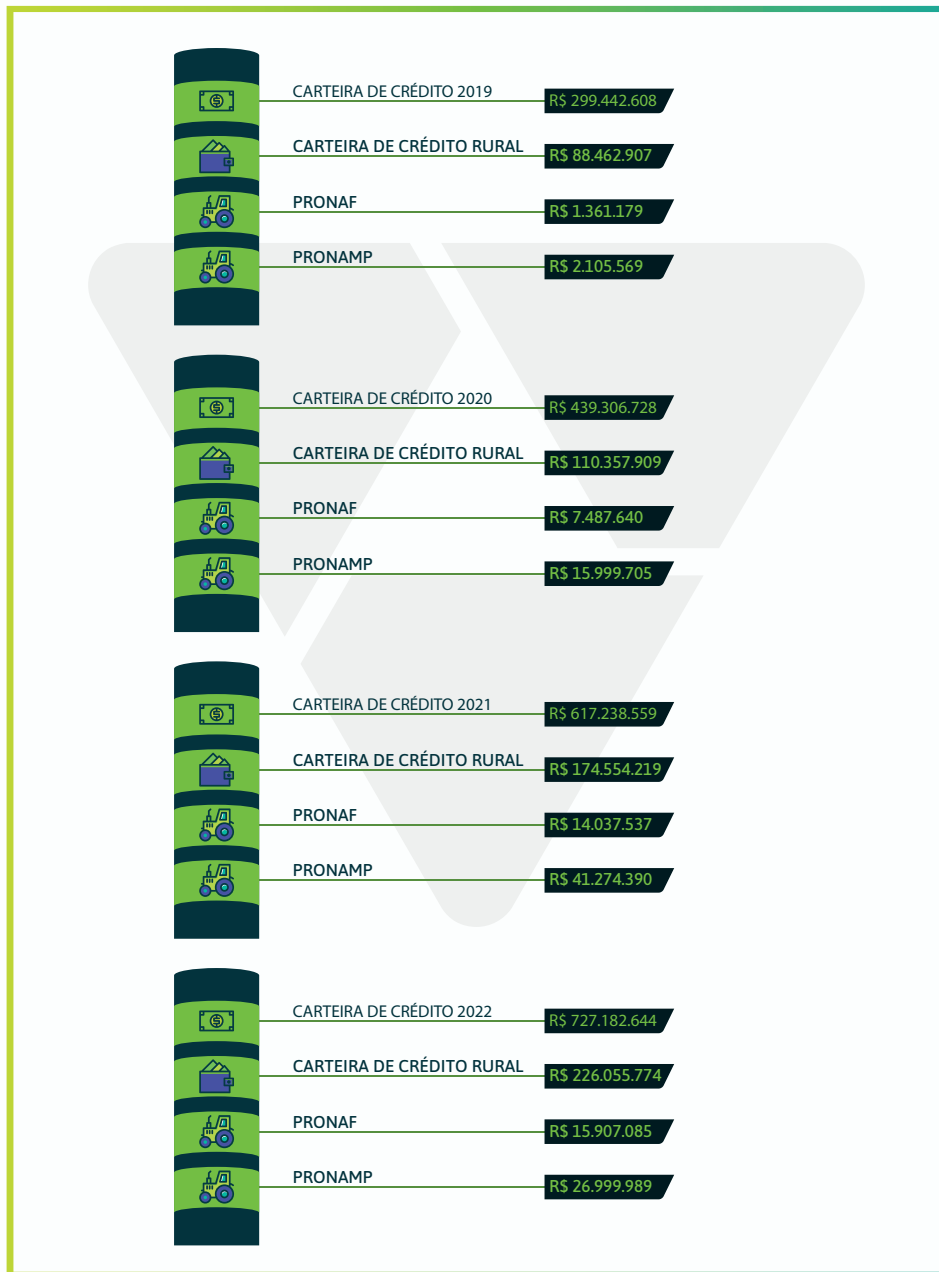 CARTEIRA DE CRÉDITO 2019
R$ 299.442.608
CARTEIRA DE CRÉDITO RURAL
R$ 88.462.907
PRONAF
R$ 1.361.179
PRONAMP
R$ 2.105.569
CARTEIRA DE CRÉDITO 2020
R$ 439.306.728
CARTEIRA DE CRÉDITO RURAL
R$ 110.357.909
PRONAF
R$ 7.487.640
PRONAMP
R$ 15.999.705
CARTEIRA DE CRÉDITO 2021
R$ 617.238.559
CARTEIRA DE CRÉDITO RURAL
R$ 174.554.219
PRONAF
R$ 14.037.537
PRONAMP
R$ 41.274.390
CARTEIRA DE CRÉDITO 2022
R$ 727.182.644
CARTEIRA DE CRÉDITO RURAL
R$ 226.055.774
PRONAF
R$ 15.907.085
PRONAMP
R$ 26.999.989